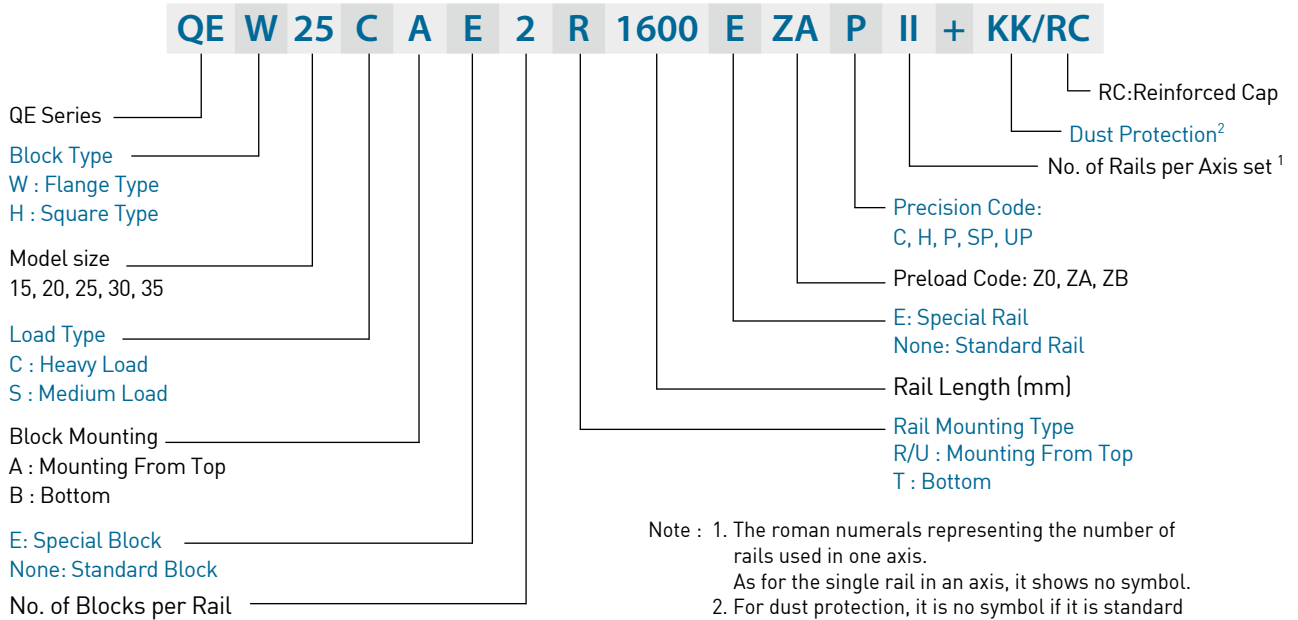 QE W 25 C A E 2 R 1600 E ZA P II + KK/RC
QE Series
Block Type
W : Flange Type
H : Square Type
Model size
15, 20, 25, 30, 35
Load Type
C : Heavy Load
S : Medium Load
Block Mounting
A : Mounting From Top
B : Bottom
E: Special Block
None: Standard Block
No. of Blocks per Rail
RC:Reinforced Cap
Dust Protection2
No. of Rails per Axis set 1
Precision Code:
C, H, P, SP, UP
Preload Code: Z0, ZA, ZB
E: Special Rail
None: Standard Rail
Rail Length (mm)
Rail Mounting Type
R/U : Mounting From Top
T : Bottom
Note : 1. The roman numerals representing the number of
rails used in one axis.
As for the single rail in an axis, it shows no symbol.
2. For dust protection, it is no symbol if it is standard